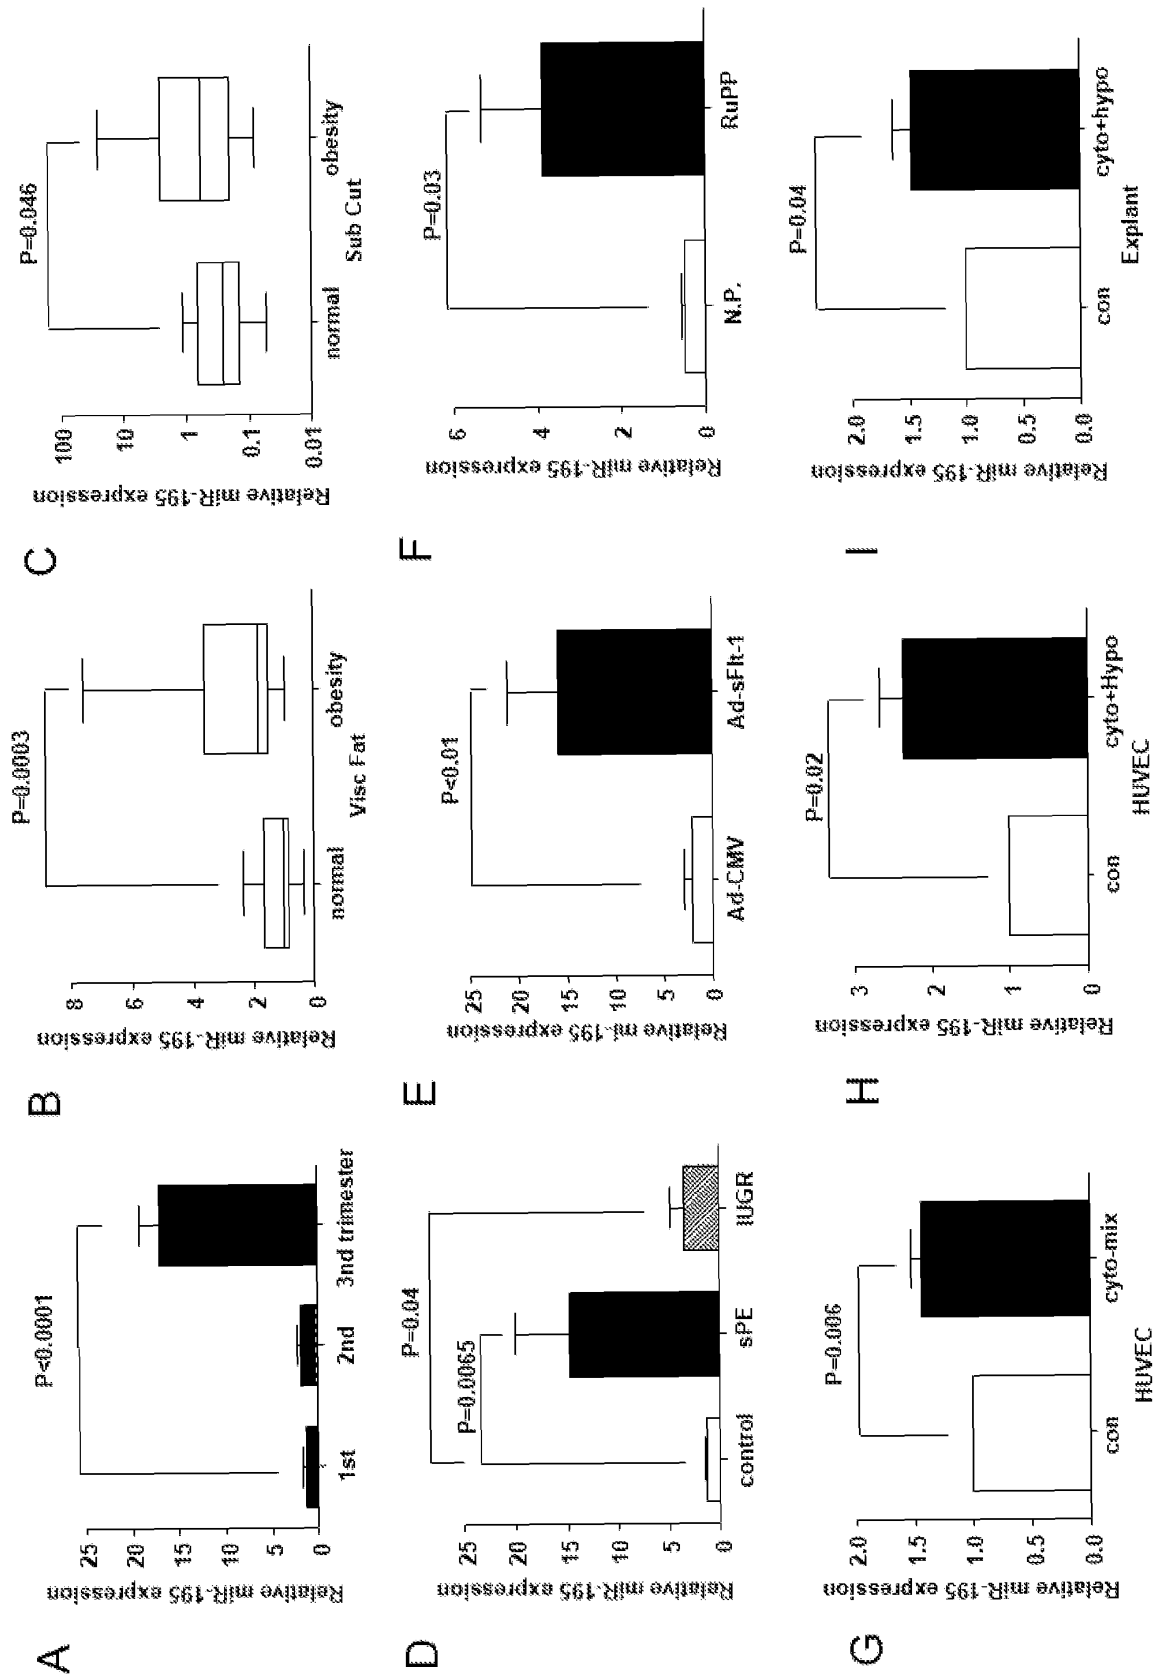 A
Relative miR-195 expression
25
20
15
10
5
0
P<0.0001
1st
2nd
3nd trimester
B
Relative miR-195 expression
8
6
4
2
0
P=0.0003
normal
obesity
Visc Fat
C
Relative miR-195 expression
100
10
1
0.1
0.01
P=0.046
normal
obesity
Sub Cut
D
Relative miR-195 expression
25
20
15
10
5
0
P=0.04
P=0.0065
control
sPE
IUGR
E
Relative mi-195 expression
25
20
15
10
5
0
P<0.01
Ad-CMV
Ad-sFlt-1
F
Relative miR-195 expression
6
4
2
0
P=0.03
N.P.
RuPP
G
Relative miR-195 expression
2.0
1.5
1.0
0.5
0.0
P=0.006
con
cyto-mix
HUVEC
H
Relative miR-195 expression
3
2
1
0
P=0.02
con
cyto+Hypo
HUVEC
I
Relative miR-195 expression
2.0
1.5
1.0
0.5
0.0
P=0.04
con
cyto+hypo
Explant